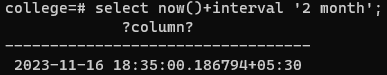 college=# select now()+interval '2 month';
?column?
----------------------------------
2023-11-16 18:35:00.186794+05:30